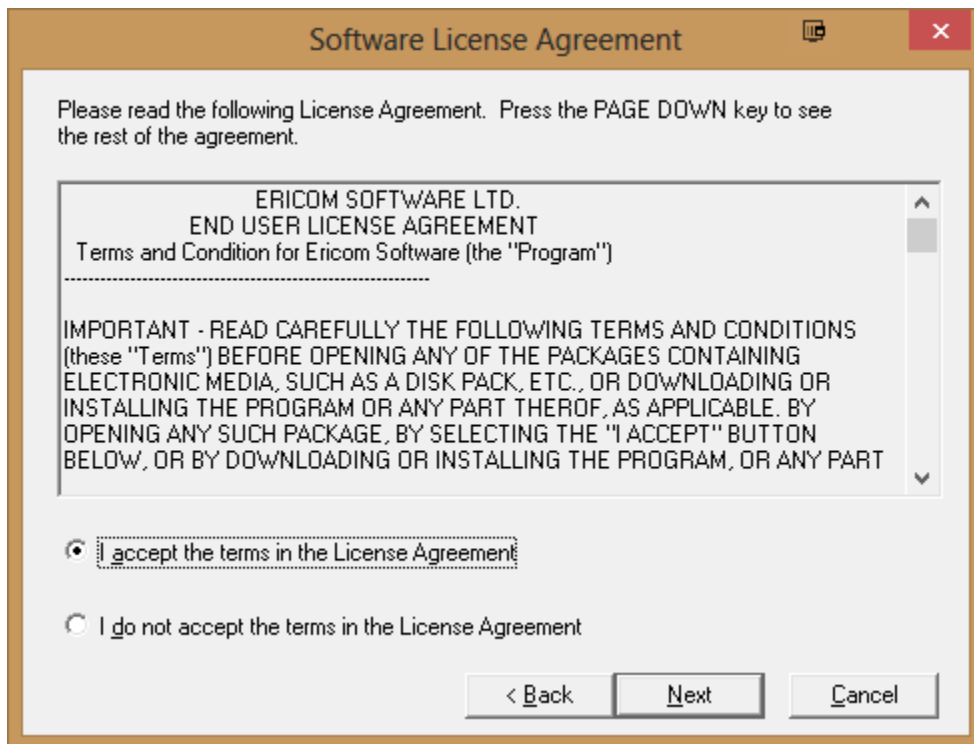 Software License Agreement
Please read the following License Agreement.  Press the PAGE DOWN key to see
the rest of the agreement.
ERICOM SOFTWARE LTD.
END USER LICENSE AGREEMENT
Terms and Condition for Ericom Software (the "Program")
-------------------------------------------------------------
IMPORTANT - READ CAREFULLY THE FOLLOWING TERMS AND CONDITIONS
(these "Terms") BEFORE OPENING ANY OF THE PACKAGES CONTAINING
ELECTRONIC MEDIA, SUCH AS A DISK PACK, ETC., OR DOWNLOADING OR
INSTALLING THE PROGRAM OR ANY PART THEROF, AS APPLICABLE. BY
OPENING ANY SUCH PACKAGE, BY SELECTING THE "I ACCEPT" BUTTON
BELOW, OR BY DOWNLOADING OR INSTALLING THE PROGRAM, OR ANY PART
I accept the terms in the License Agreement
I do not accept the terms in the License Agreement
< Back Next Cancel